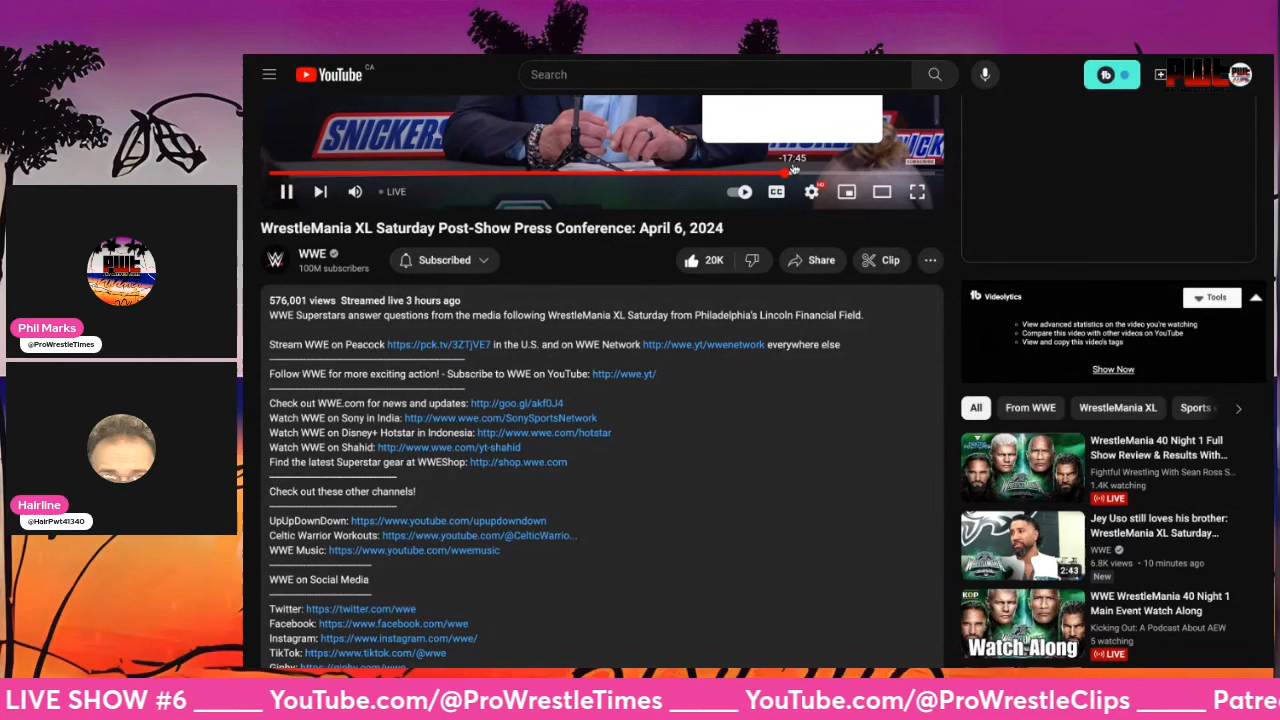 YouTube CA
Search
PWT
SNICKERS
-17:45
LIVE
WrestleMania XL Saturday Post-Show Press Conference: April 6, 2024
WWE
100M subscribers
Subscribed
20K
Share
Clip
576,001 views Streamed live 3 hours ago
WWE Superstars answer questions from the media following WrestleMania XL Saturday from Philadelphia's Lincoln Financial Field.
Stream WWE on Peacock https://pck.tv/3ZTjVE7 in the U.S. and on WWE Network http://wwe.yt/wwenetwork everywhere else
Follow WWE for more exciting action! - Subscribe to WWE on YouTube: http://wwe.yt/
Check out WWE.com for news and updates: http://goo.gl/akf0J4
Watch WWE on Sony in India: http://www.wwe.com/SonySportsNetwork
Watch WWE on Disney+ Hotstar in Indonesia: http://www.wwe.com/hotstar
Watch WWE on Shahid: http://www.wwe.com/yt-shahid
Find the latest Superstar gear at WWEShop: http://shop.wwe.com
Check out these other channels!
UpUpDownDown: https://www.youtube.com/upupdowndown
Celtic Warrior Workouts: https://www.youtube.com/@CelticWarrio...
WWE Music: https://www.youtube.com/wwemusic
WWE on Social Media
Twitter: https://twitter.com/wwe
Facebook: https://www.facebook.com/wwe
Instagram: https://www.instagram.com/wwe/
TikTok: https://www.tiktok.com/@wwe
Giphy: https://giphy.com/wwe
Videolytics
Tools
View advanced statistics on the video you're watching
Compare this video with other videos on YouTube
View and copy this video's tags
Show Now
All
From WWE
WrestleMania XL
Sports
WrestleMania 40 Night 1 Full
Show Review & Results With...
Fightful Wrestling With Sean Ross S...
1.4K watching
LIVE
Jey Uso still loves his brother:
WrestleMania XL Saturday...
WWE
6.8K views • 10 minutes ago
New
2:43
WWE WrestleMania 40 Night 1
Main Event Watch Along
Kicking Out: A Podcast About AEW
5 watching
LIVE
KOP
Watch-Along
PWT
Phil Marks
@ProWrestleTimes
Hairline
@HairPwt41340
LIVE SHOW #6 ______ YouTube.com/@ProWrestleTimes ______ YouTube.com/@ProWrestleClips ______ Patre